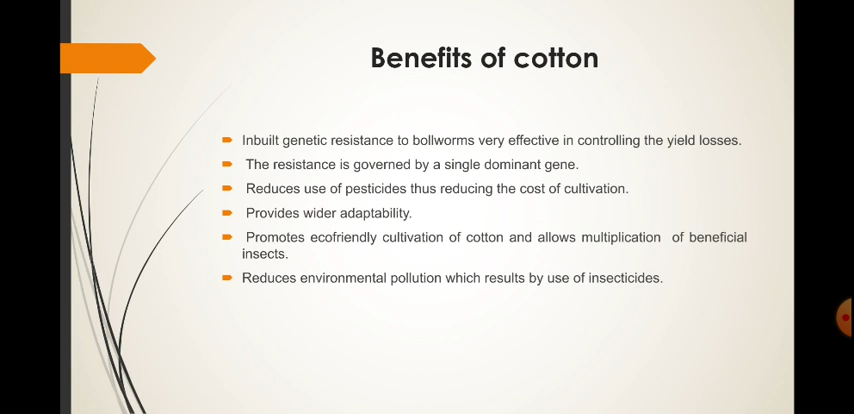 Benefits of cotton
Inbuilt genetic resistance to bollworms very effective in controlling the yield losses.
The resistance is governed by a single dominant gene.
Reduces use of pesticides thus reducing the cost of cultivation.
Provides wider adaptability.
Promotes ecofriendly cultivation of cotton and allows multiplication of beneficial
insects.
Reduces environmental pollution which results by use of insecticides.